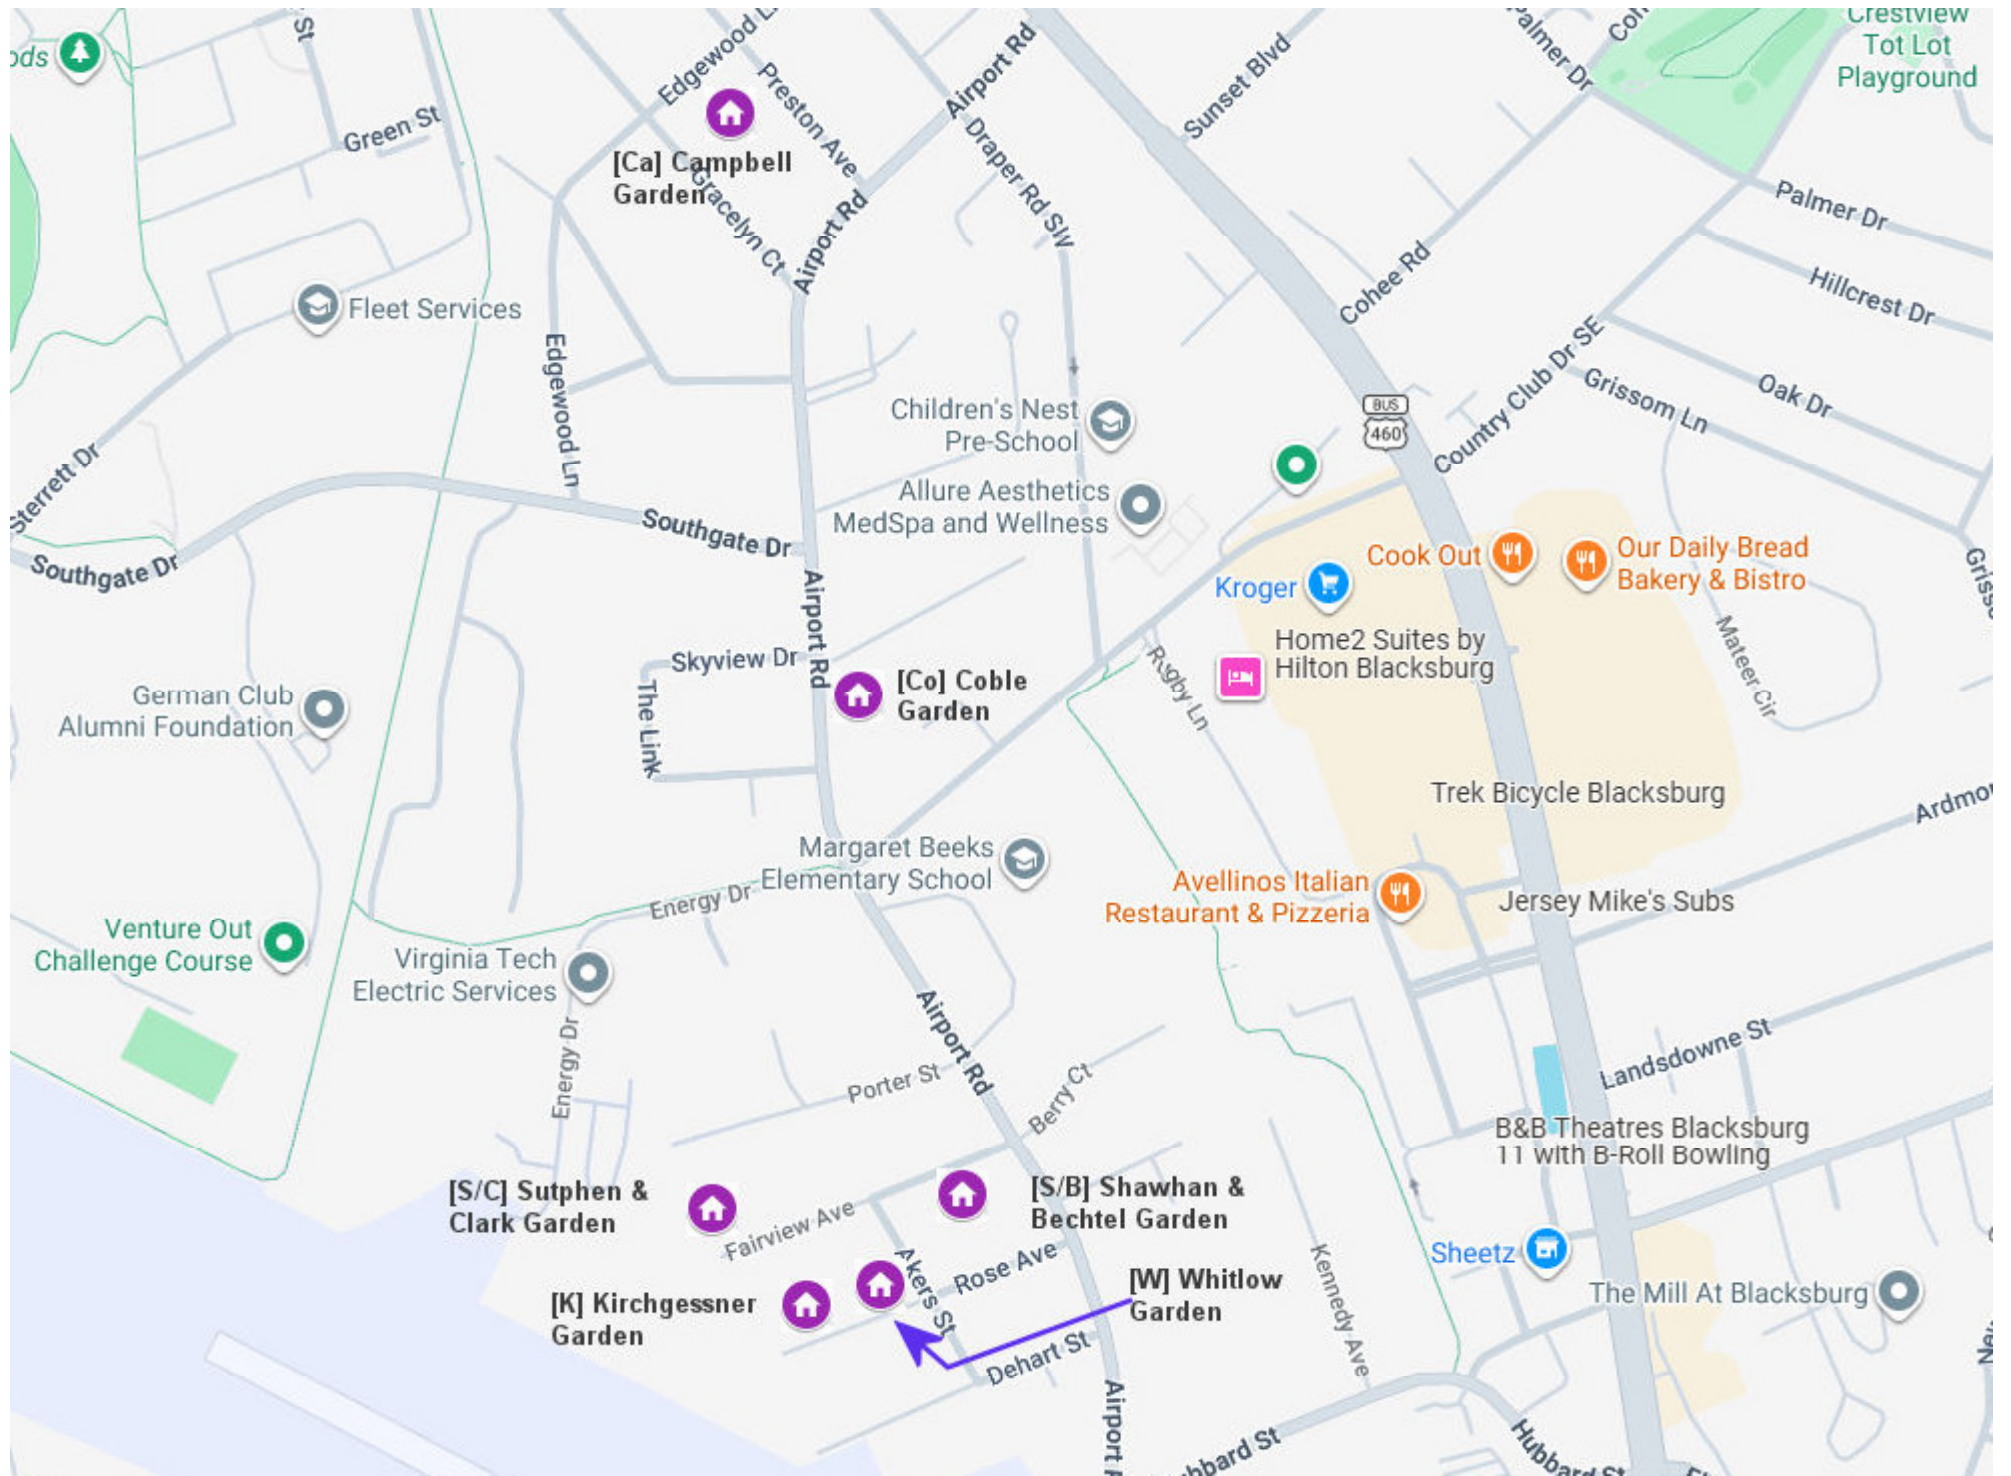 St
Edgewood Ln
Airport Rd
Sunset Blvd
Palmer Dr
Crestview
Tot Lot
Playground
Preston Ave
Green St
[Ca] Campbell
Garden
Gracelyn Ct
Draper Rd SW
Airport Rd
Palmer Dr
Cohee Rd
Hillcrest Dr
Fleet Services
Edgewood Ln
Country Club Dr SE
Grissom Ln
Oak Dr
BUS
460
Children's Nest
Pre-School
Sterrett Dr
Allure Aesthetics
MedSpa and Wellness
Southgate Dr
Southgate Dr
Cook Out
Our Daily Bread
Bakery & Bistro
Kroger
Airport Rd
Home2 Suites by
Hilton Blacksburg
Skyview Dr
The Link
[Co] Coble
Garden
Rugby Ln
Mateer Cir
German Club
Alumni Foundation
Trek Bicycle Blacksburg
Margaret Beeks
Elementary School
Energy Dr
Avellinos Italian
Restaurant & Pizzeria
Jersey Mike's Subs
Venture Out
Challenge Course
Virginia Tech
Electric Services
Energy Dr
Airport Rd
Porter St
Berry Ct
Landsdowne St
B&B Theatres Blacksburg
11 with B-Roll Bowling
[S/C] Sutphen &
Clark Garden
[S/B] Shawhan &
Bechtel Garden
Fairview Ave
Akers St
Rose Ave
[K] Kirchgessner
Garden
[W] Whitlow
Garden
Kennedy Ave
Sheetz
The Mill At Blacksburg
Dehart St
Airport R
bbard St
Hubbard St